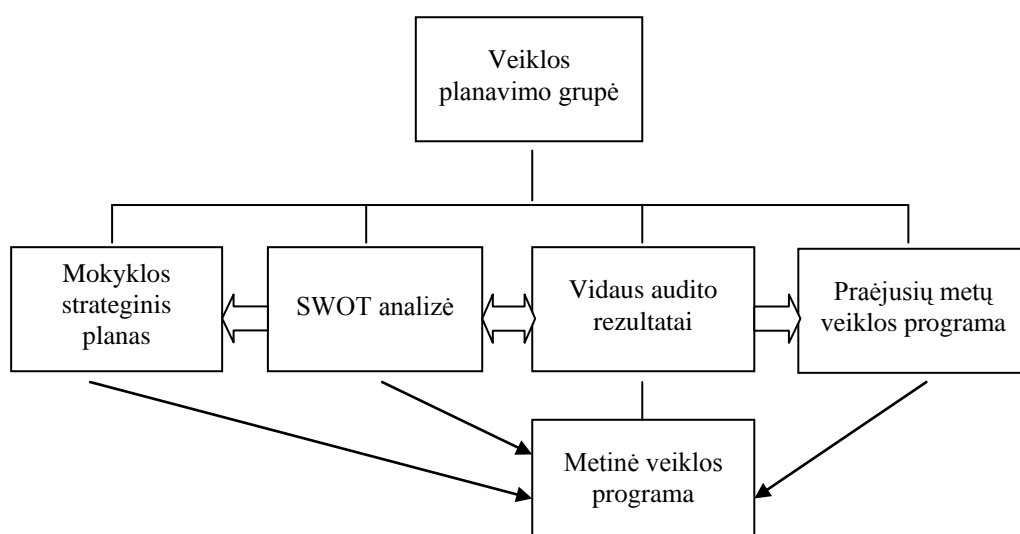 Veiklos
planavimo grupė
Mokyklos
strateginis
planas
SWOT analizė
Vidaus audito
rezultatai
Praėjusių metų
veiklos programa
Metinė veiklos
programa